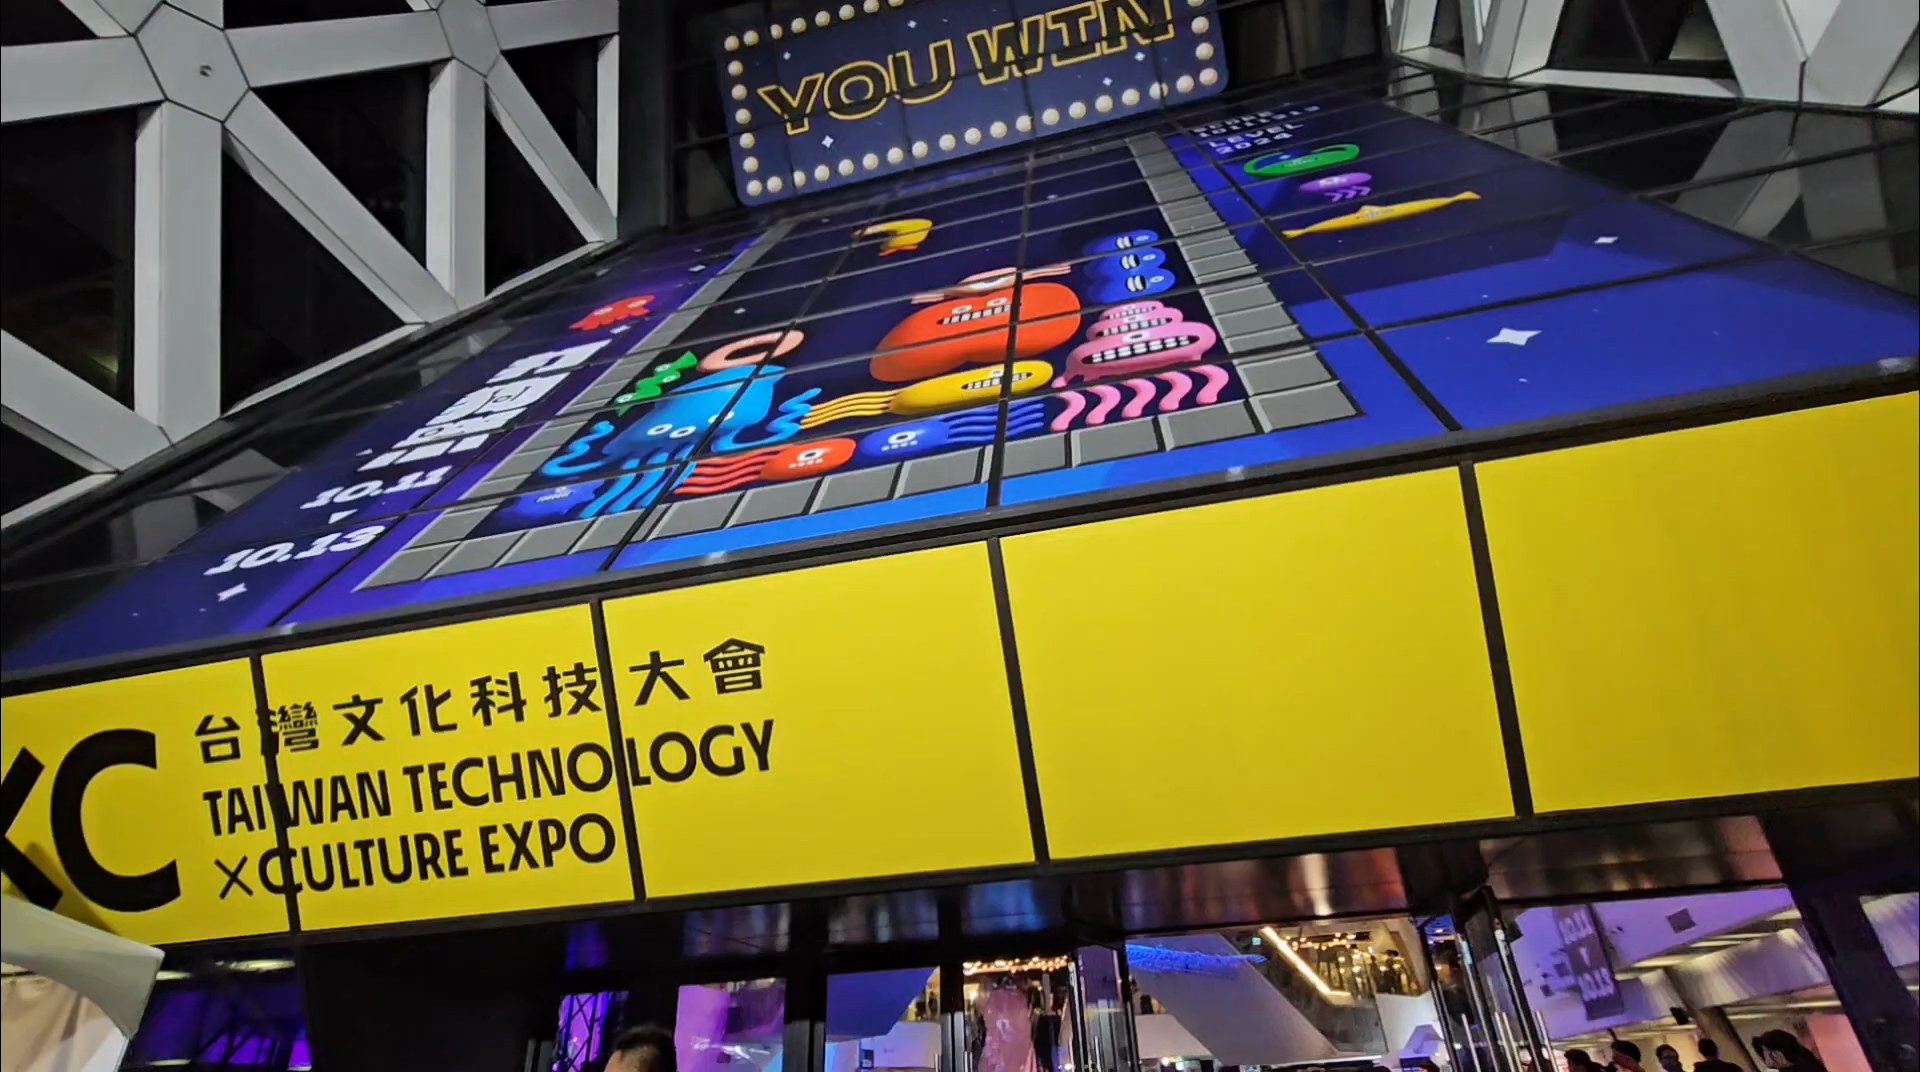 YOU WIN
LEVEL
2024
10.11
10.13
XC
台灣文化科技大會
TAIWAN TECHNOLOGY
×CULTURE EXPO